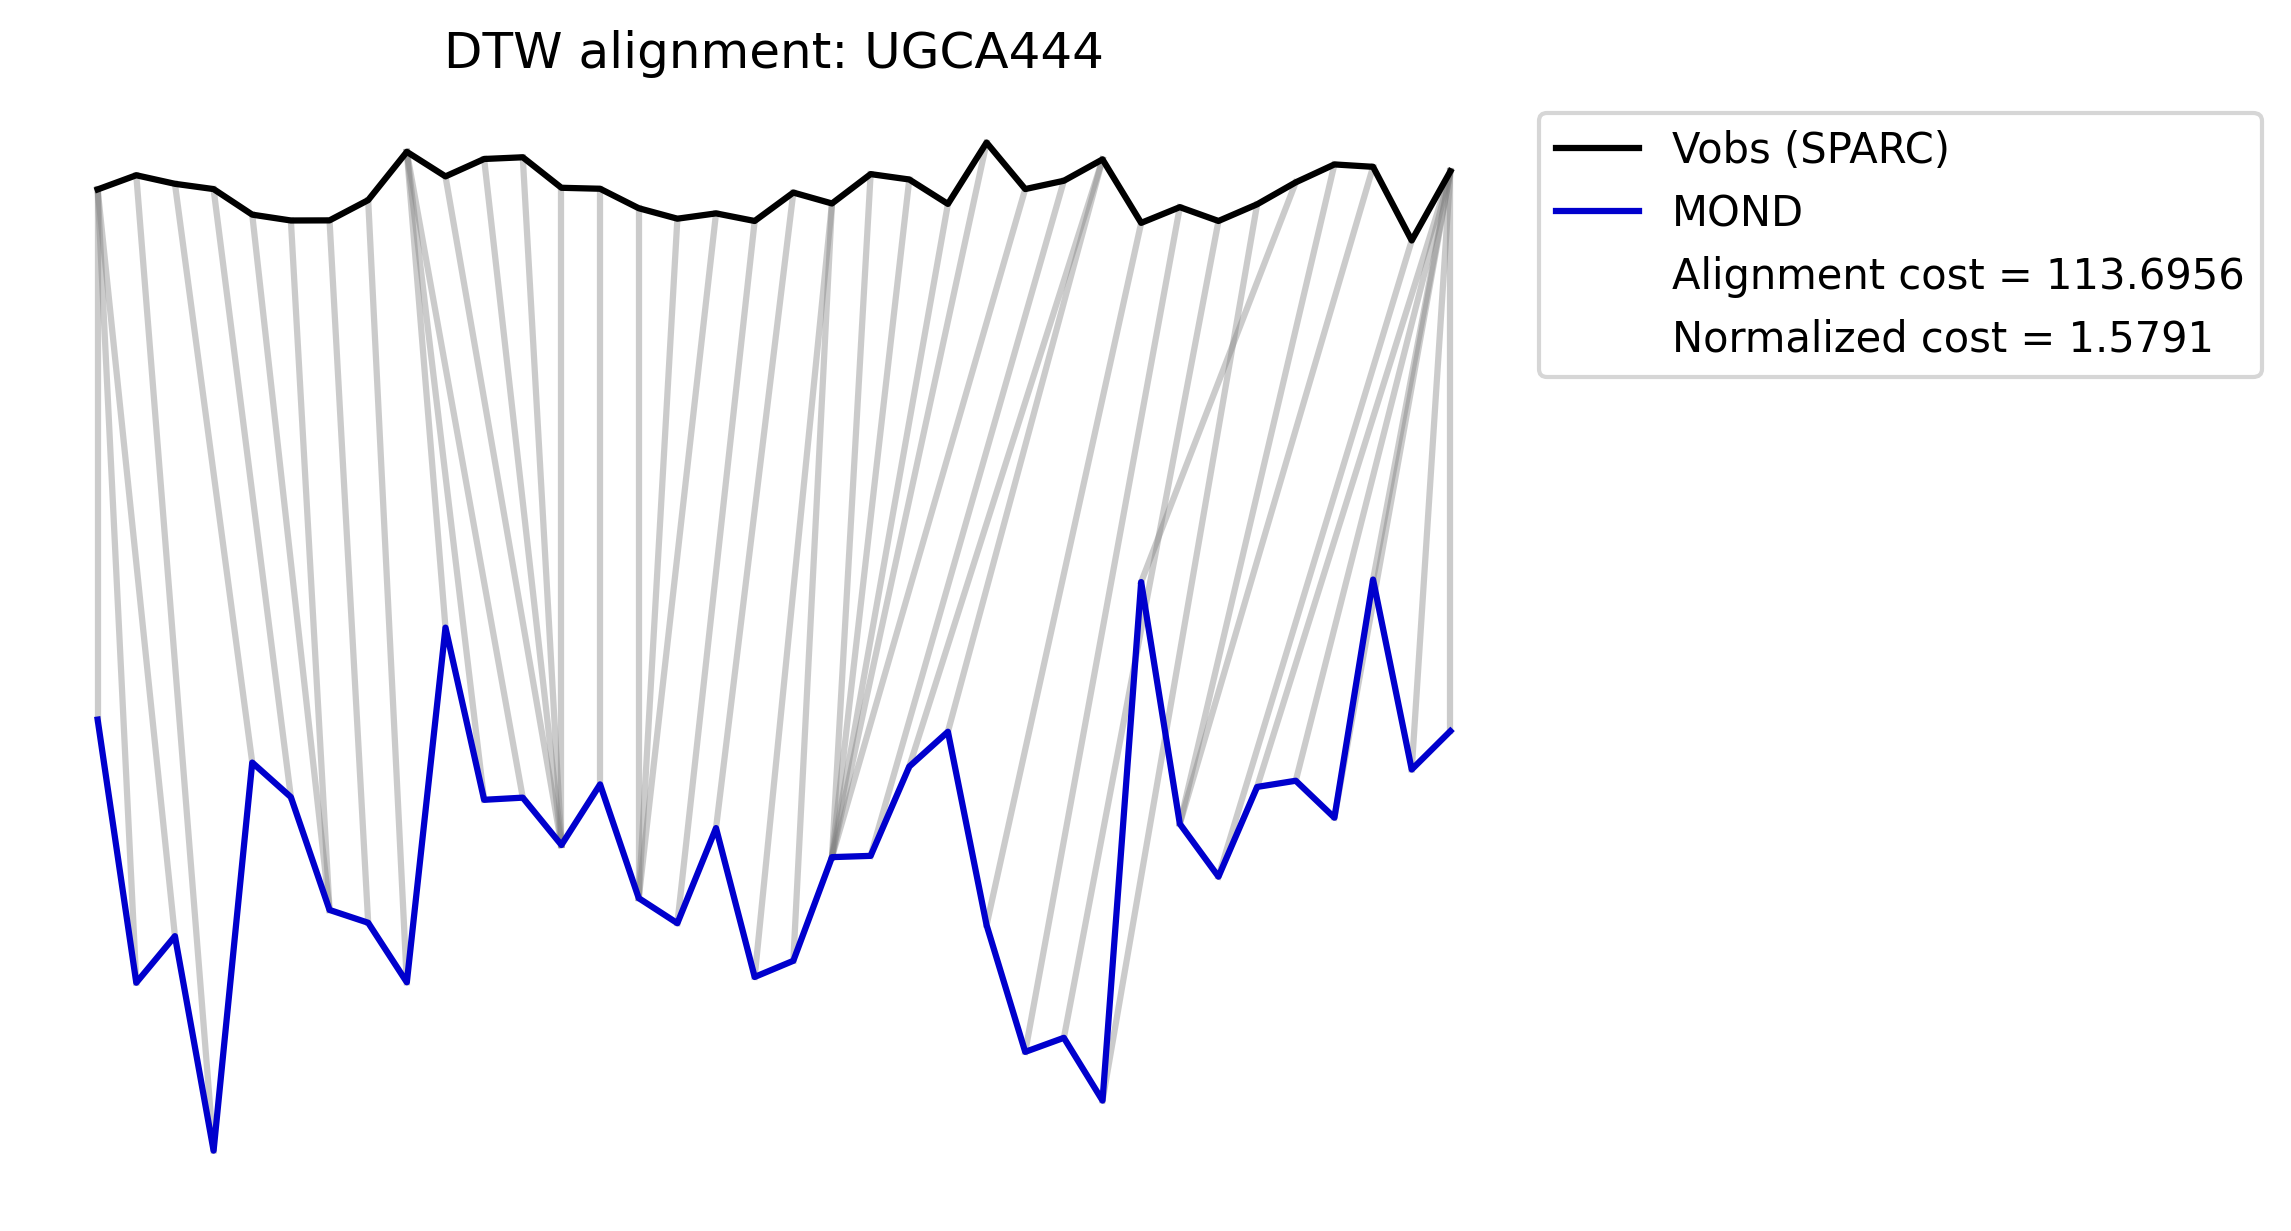 DTW alignment: UGCA444
Vobs (SPARC)
MOND
Alignment cost = 113.6956
Normalized cost = 1.5791